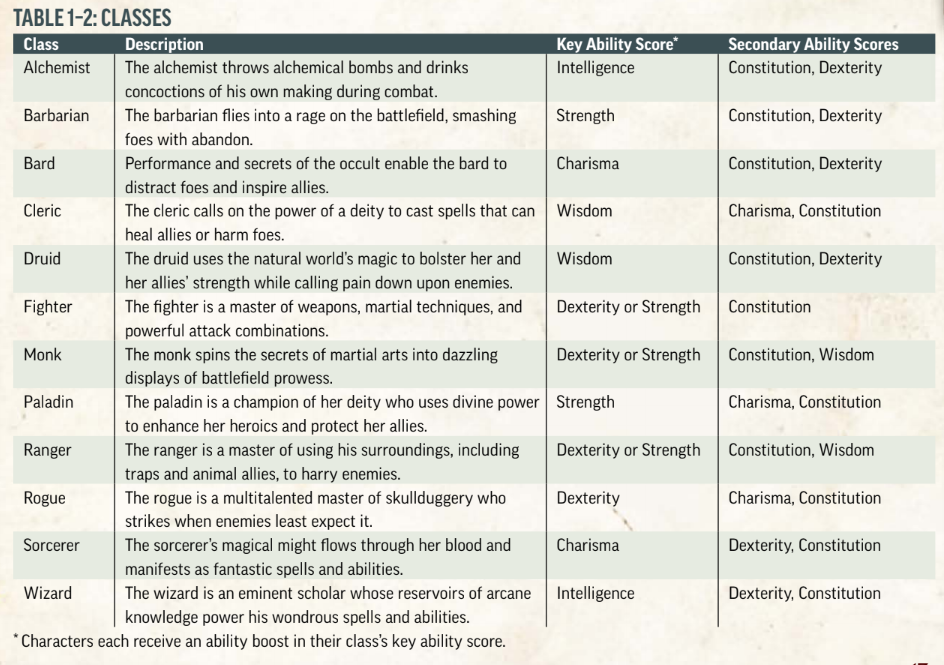 TABLE 1–2: CLASSES
Class Description Key Ability Score* Secondary Ability Scores
Alchemist The alchemist throws alchemical bombs and drinks Intelligence Constitution, Dexterity
concoctions of his own making during combat.
Barbarian The barbarian flies into a rage on the battlefield, smashing Strength Constitution, Dexterity
foes with abandon.
Bard Performance and secrets of the occult enable the bard to Charisma Constitution, Dexterity
distract foes and inspire allies.
Cleric The cleric calls on the power of a deity to cast spells that can Wisdom Charisma, Constitution
heal allies or harm foes.
Druid The druid uses the natural world's magic to bolster her and Wisdom Constitution, Dexterity
her allies' strength while calling pain down upon enemies.
Fighter The fighter is a master of weapons, martial techniques, and Dexterity or Strength Constitution
powerful attack combinations.
Monk The monk spins the secrets of martial arts into dazzling Dexterity or Strength Constitution, Wisdom
displays of battlefield prowess.
Paladin The paladin is a champion of her deity who uses divine power Strength Charisma, Constitution
to enhance her heroics and protect her allies.
Ranger The ranger is a master of using his surroundings, including Dexterity or Strength Constitution, Wisdom
traps and animal allies, to harry enemies.
Rogue The rogue is a multitalented master of skullduggery who Dexterity Charisma, Constitution
strikes when enemies least expect it.
Sorcerer The sorcerer's magical might flows through her blood and Charisma Dexterity, Constitution
manifests as fantastic spells and abilities.
Wizard The wizard is an eminent scholar whose reservoirs of arcane Intelligence Dexterity, Constitution
knowledge power his wondrous spells and abilities.
* Characters each receive an ability boost in their class's key ability score.